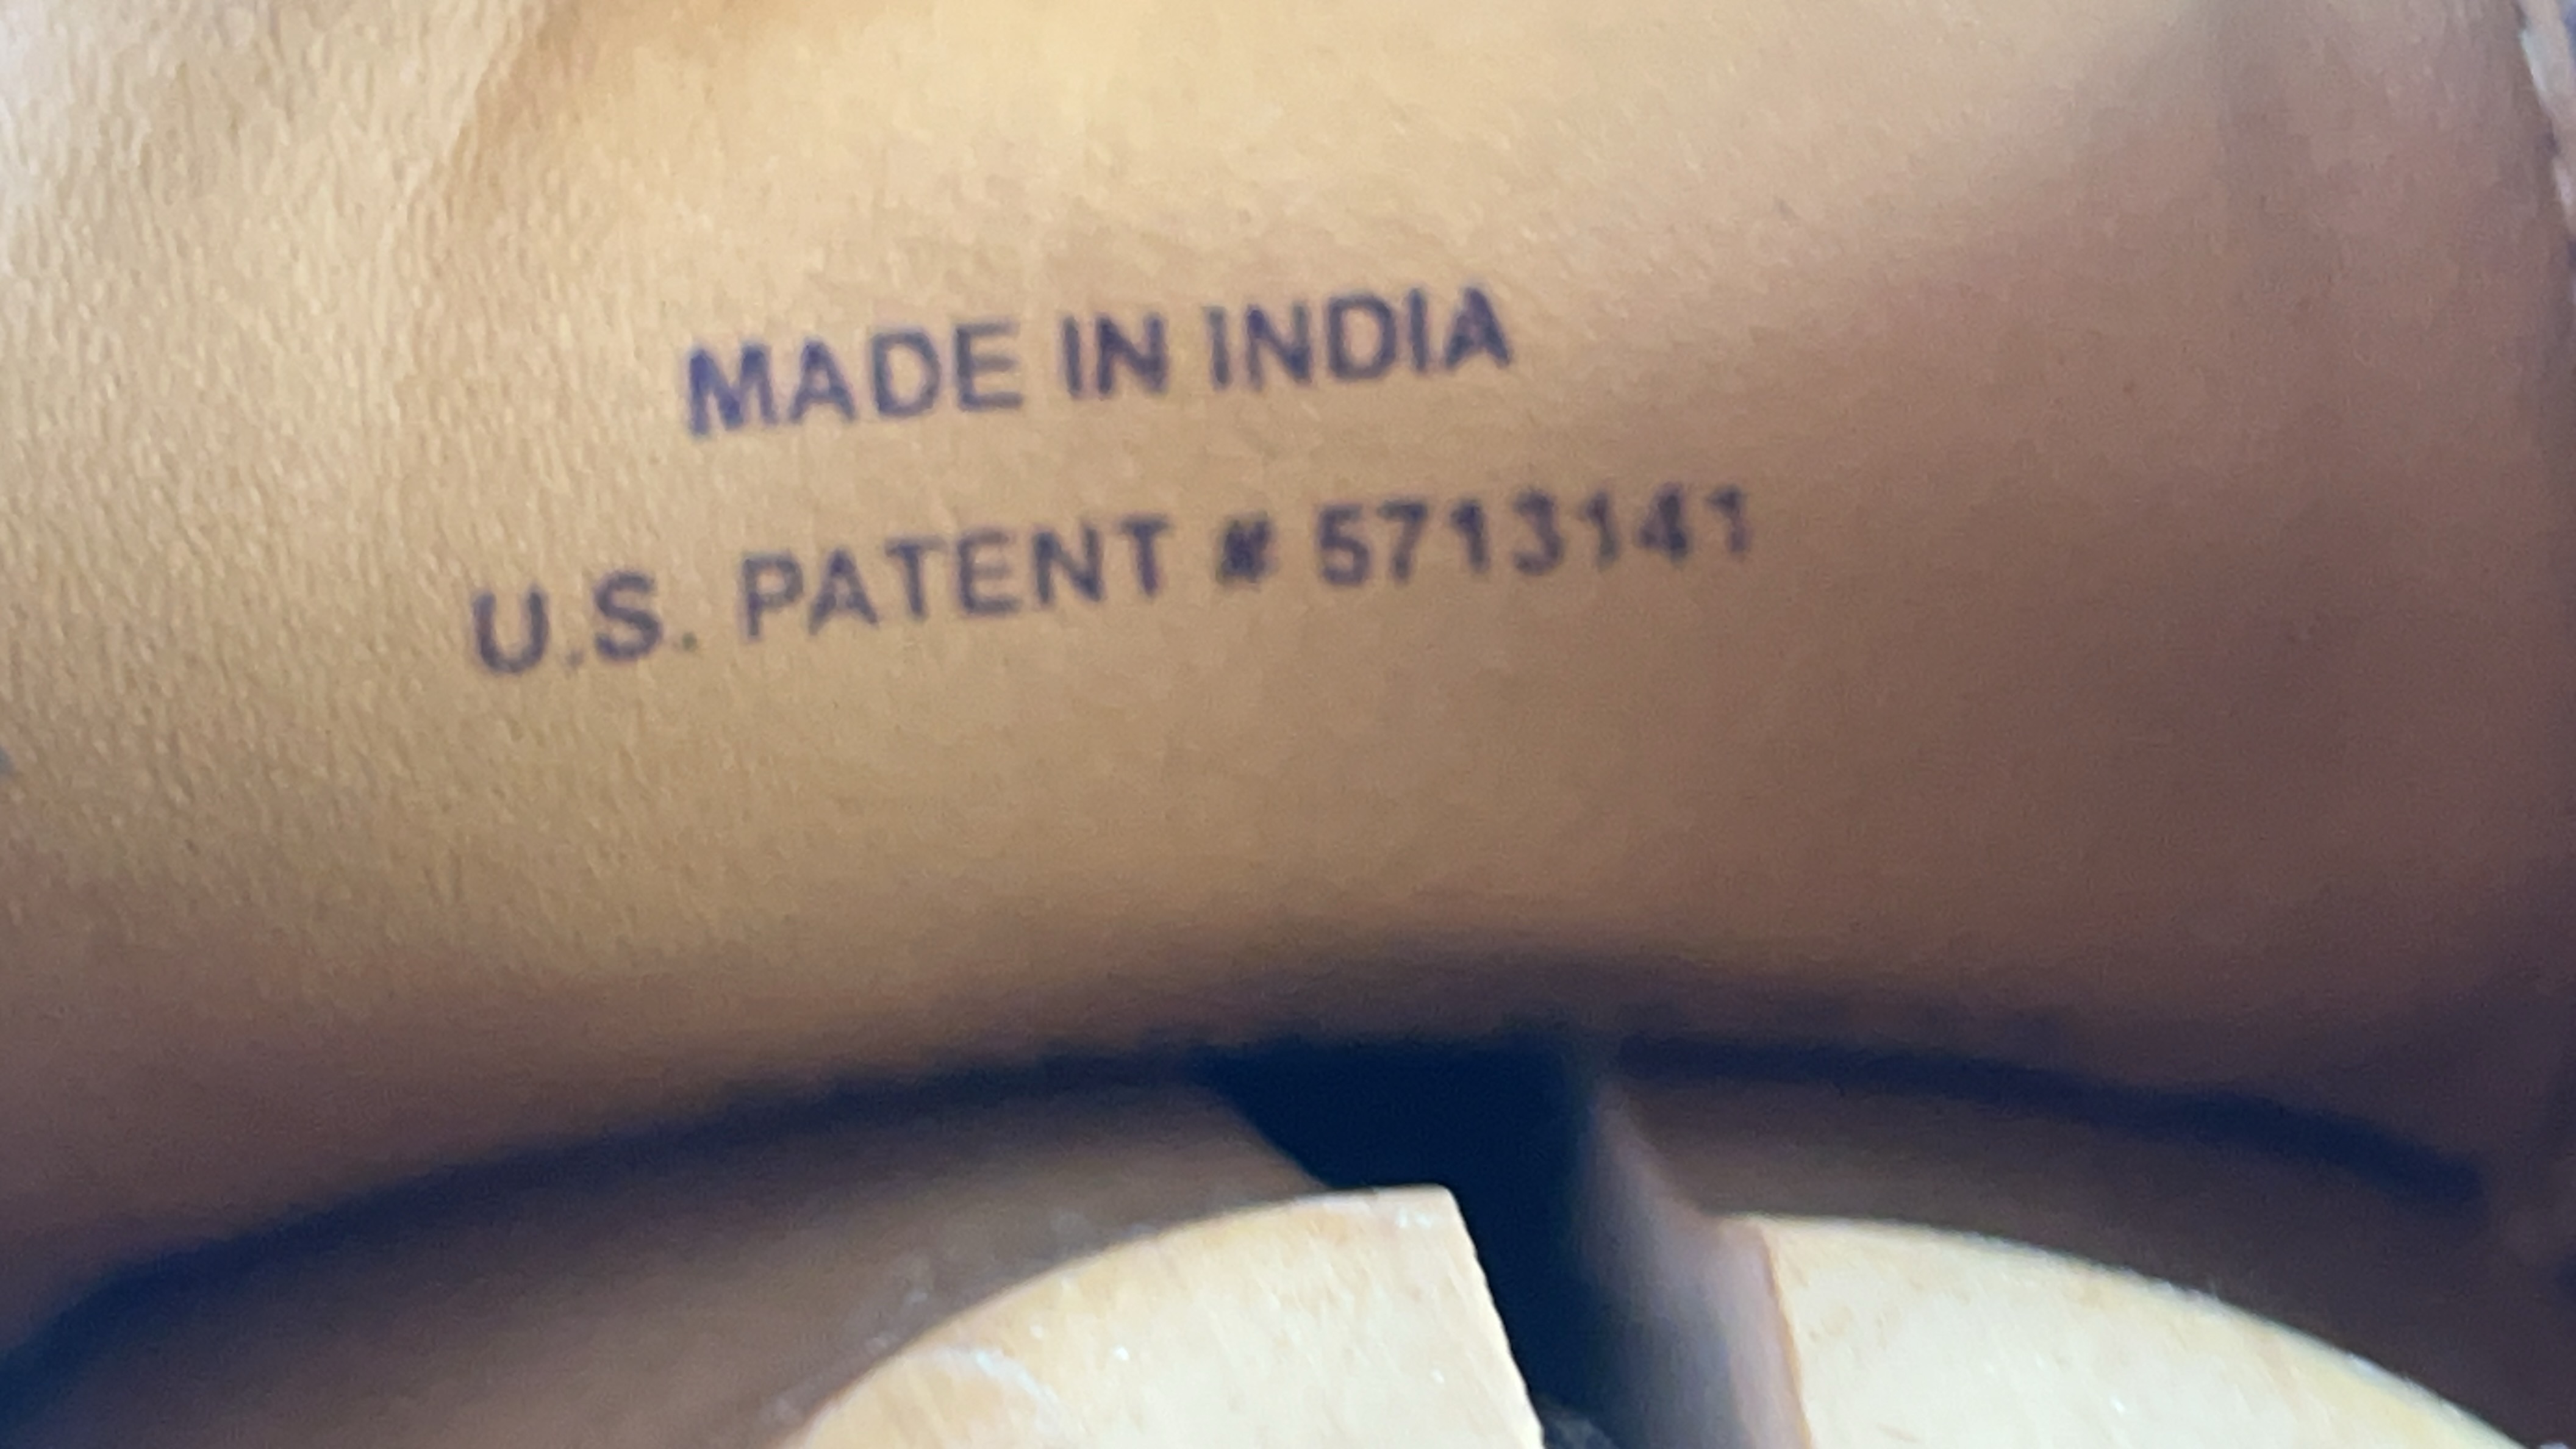 MADE IN INDIA
U.S. PATENT # 5713141